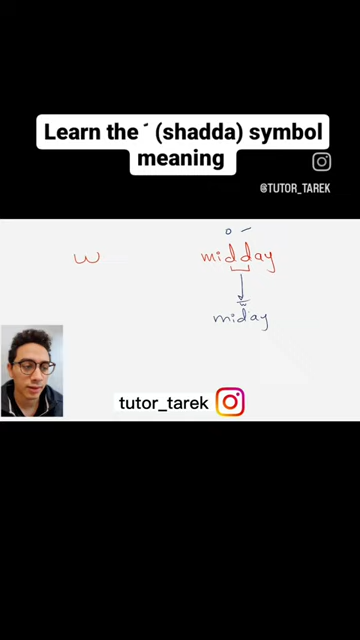 Learn the ّ (shadda) symbol
meaning
@TUTOR_TAREK
w midday
miday
tutor_tarek